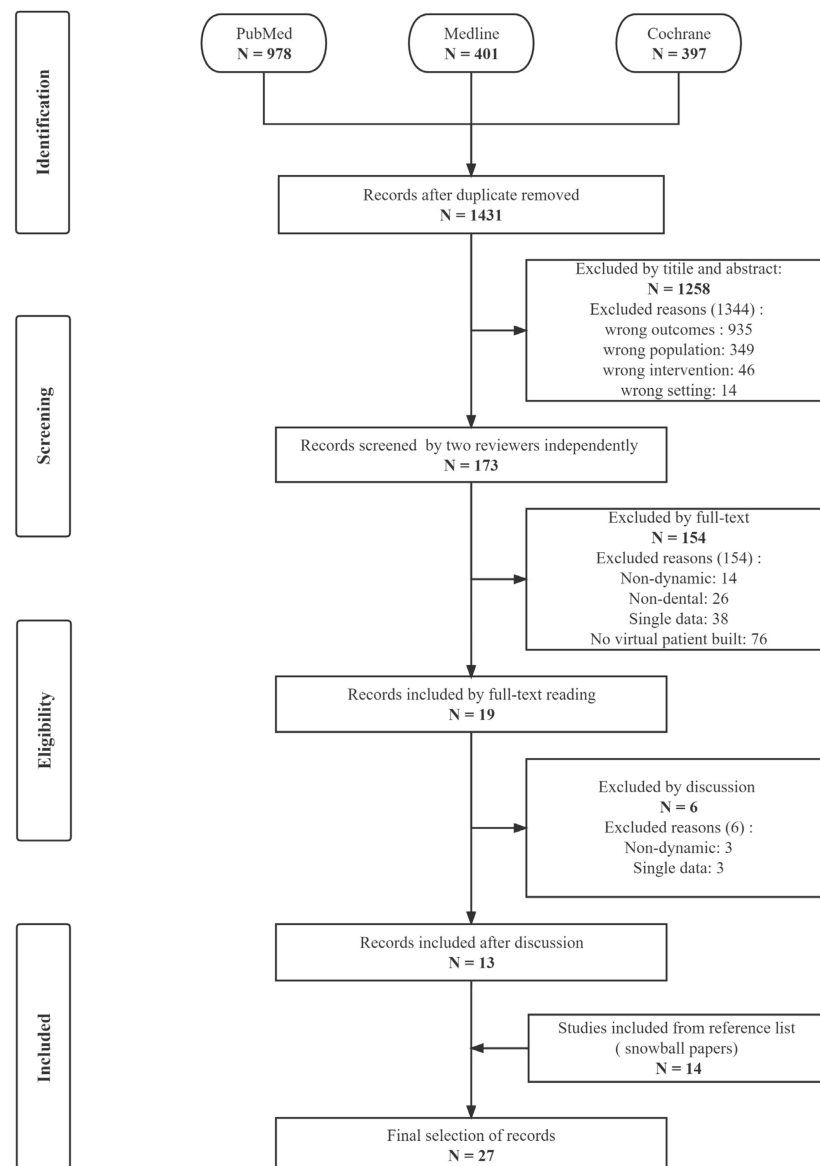 PubMed
N = 978
Medline
N = 401
Cochrane
N = 397
Identification
Records after duplicate removed
N = 1431
Excluded by titile and abstract:
N = 1258
Excluded reasons (1344) :
wrong outcomes : 935
wrong population: 349
wrong intervention: 46
wrong setting: 14
Screening
Records screened by two reviewers independently
N = 173
Excluded by full-text
N = 154
Excluded reasons (154) :
Non-dynamic: 14
Non-dental: 26
Single data: 38
No virtual patient built: 76
Eligibility
Records included by full-text reading
N = 19
Excluded by discussion
N = 6
Excluded reasons (6) :
Non-dynamic: 3
Single data: 3
Included
Records included after discussion
N = 13
Studies included from reference list
( snowball papers)
N = 14
Final selection of records
N = 27